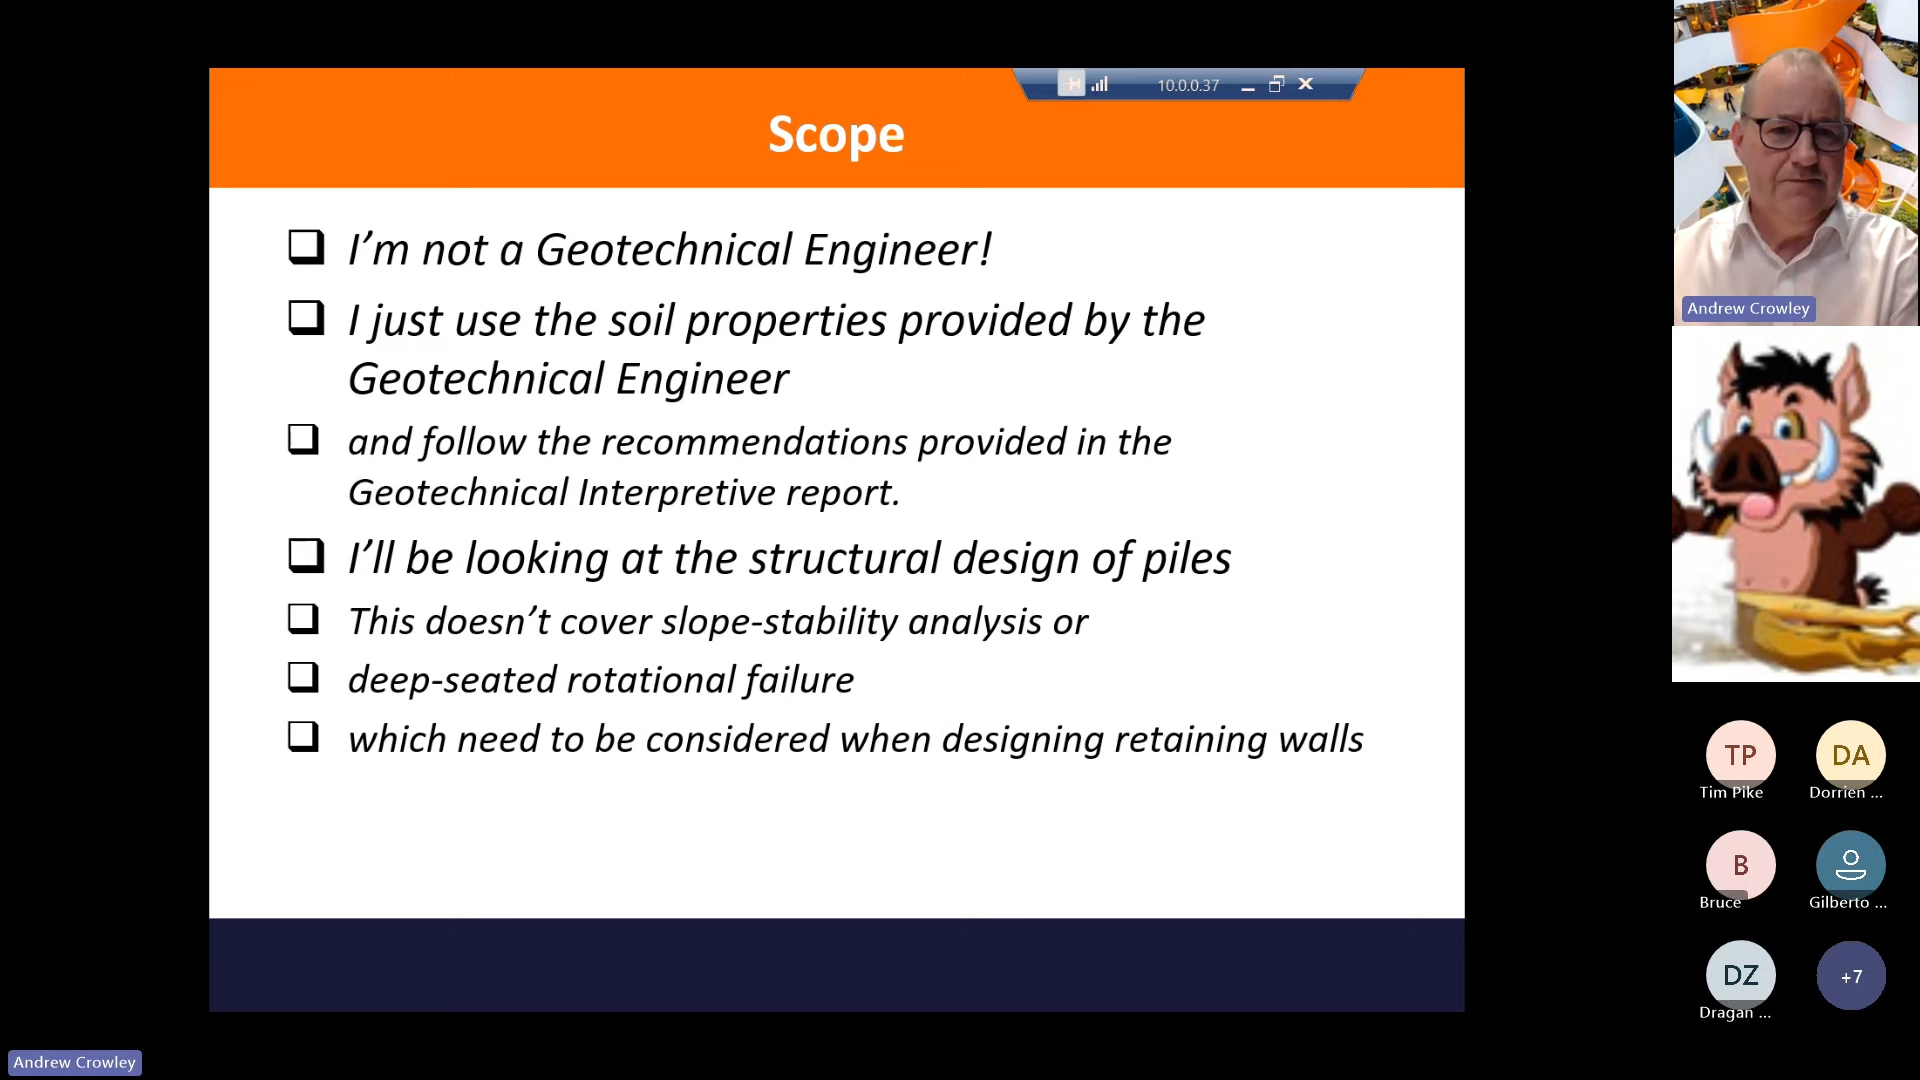 10.0.0.37
Scope
I’m not a Geotechnical Engineer!
I just use the soil properties provided by the
Geotechnical Engineer
and follow the recommendations provided in the
Geotechnical Interpretive report.
I’ll be looking at the structural design of piles
This doesn’t cover slope-stability analysis or
deep-seated rotational failure
which need to be considered when designing retaining walls
Andrew Crowley
TP
Tim Pike
DA
Dorrien ...
B
Bruce
Gilberto ...
DZ
Dragan ...
+7
Andrew Crowley